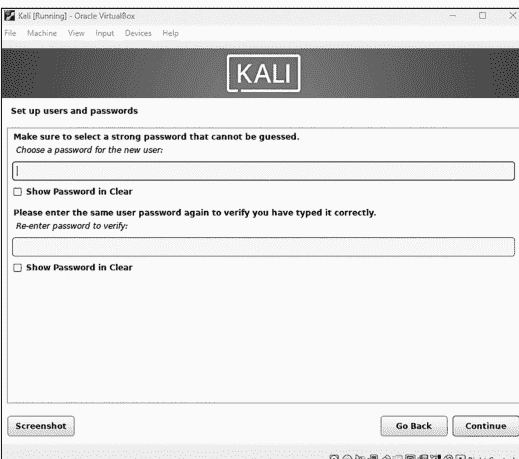 Kali [Running] - Oracle VirtualBox
File Machine View Input Devices Help
KALI
Set up users and passwords
Make sure to select a strong password that cannot be guessed.
Choose a password for the new user:
Show Password in Clear
Please enter the same user password again to verify you have typed it correctly.
Re-enter password to verify:
Show Password in Clear
Screenshot
Go Back
Continue
Right Control